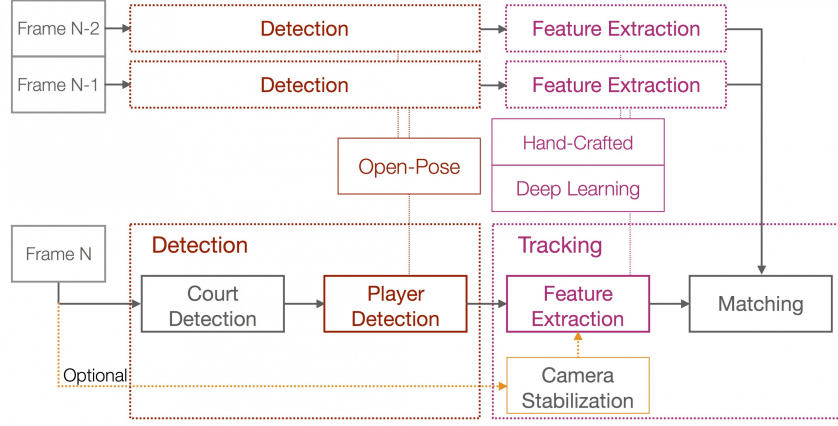 Frame N-2
Detection
Feature Extraction
Frame N-1
Detection
Feature Extraction
Open-Pose
Hand-Crafted
Deep Learning
Frame N
Detection
Tracking
Court
Detection
Player
Detection
Feature
Extraction
Matching
Optional
Camera
Stabilization